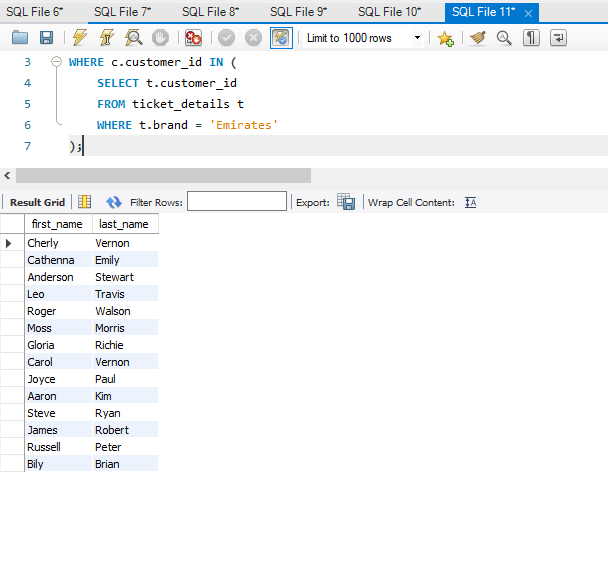 SQL File 6* SQL File 7* SQL File 8* SQL File 9* SQL File 10* SQL File 11* ×
Limit to 1000 rows
3 WHERE c.customer_id IN (
4 SELECT t.customer_id
5 FROM ticket_details t
6 WHERE t.brand = 'Emirates'
7 );
Result Grid Filter Rows: Export: Wrap Cell Content: IA
first_name last_name
Cherly Vernon
Cathenna Emily
Anderson Stewart
Leo Travis
Roger Walson
Moss Morris
Gloria Richie
Carol Vernon
Joyce Paul
Aaron Kim
Steve Ryan
James Robert
Russell Peter
Bily Brian